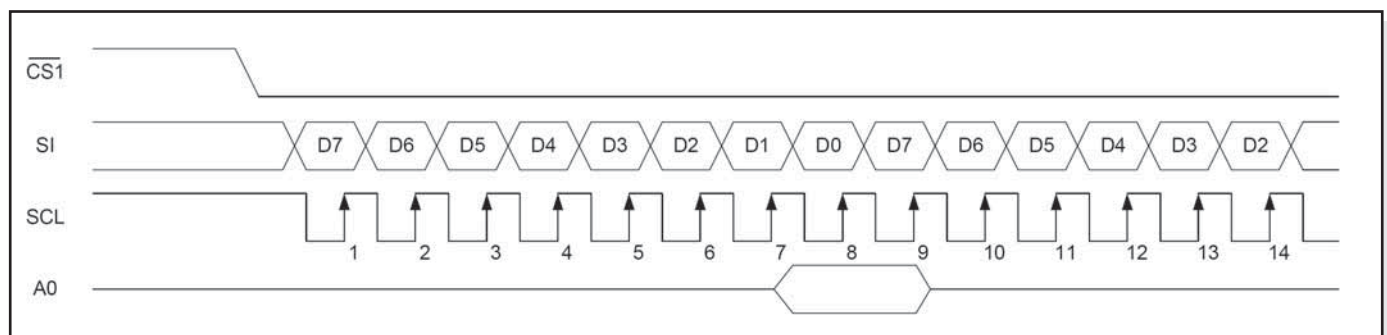 CS1
SI D7 D6 D5 D4 D3 D2 D1 D0 D7 D6 D5 D4 D3 D2
SCL
1 2 3 4 5 6 7 8 9 10 11 12 13 14
A0